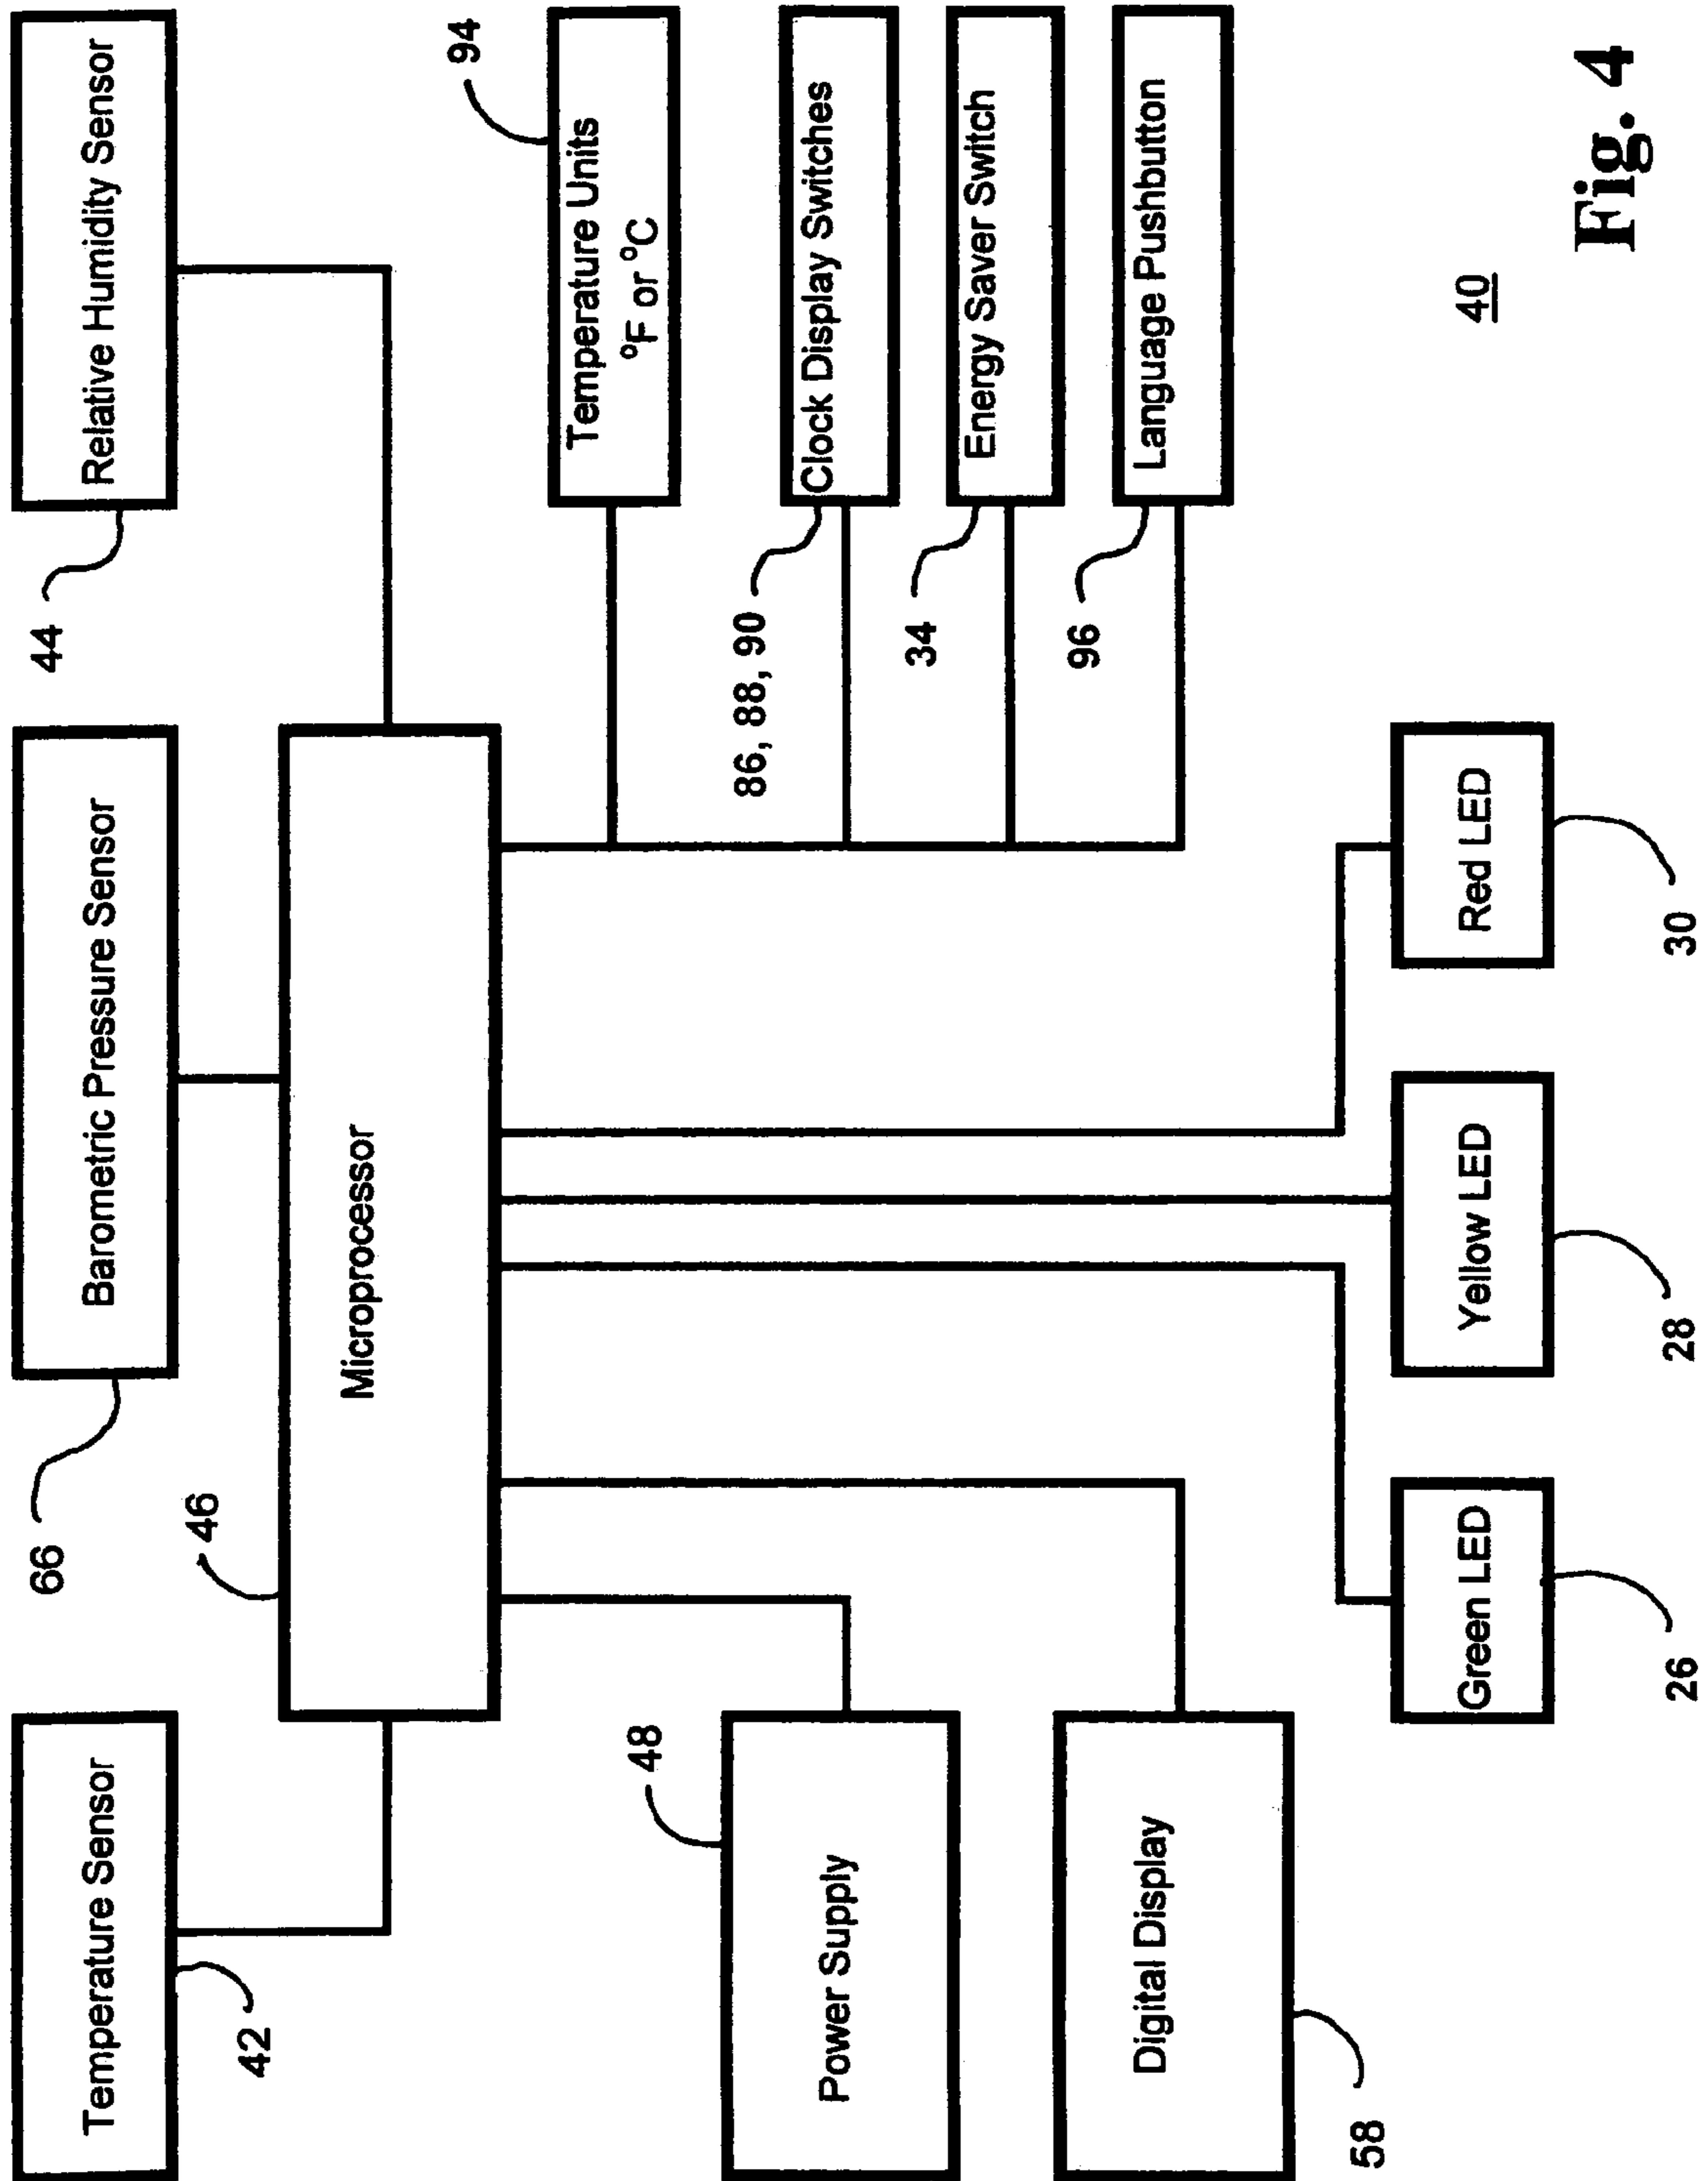 42
Temperature Sensor
66
Barometric Pressure Sensor
44
Relative Humidity Sensor
46
Microprocessor
94
Temperature Units
°F or °C
48
Power Supply
86, 88, 90
Clock Display Switches
34
Energy Saver Switch
58
Digital Display
96
Language Pushbutton
Green LED
Yellow LED
Red LED
26
28
30
40
Fig. 4